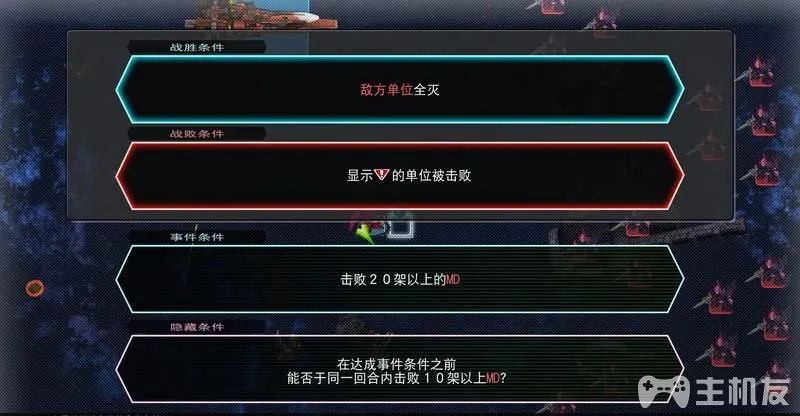 战胜条件
敌方单位全灭
战败条件
显示!的单位被击败
事件条件
击败20架以上的MD
隐藏条件
在达成事件条件之前
能否于同一回合内击败10架以上MD?
主机友